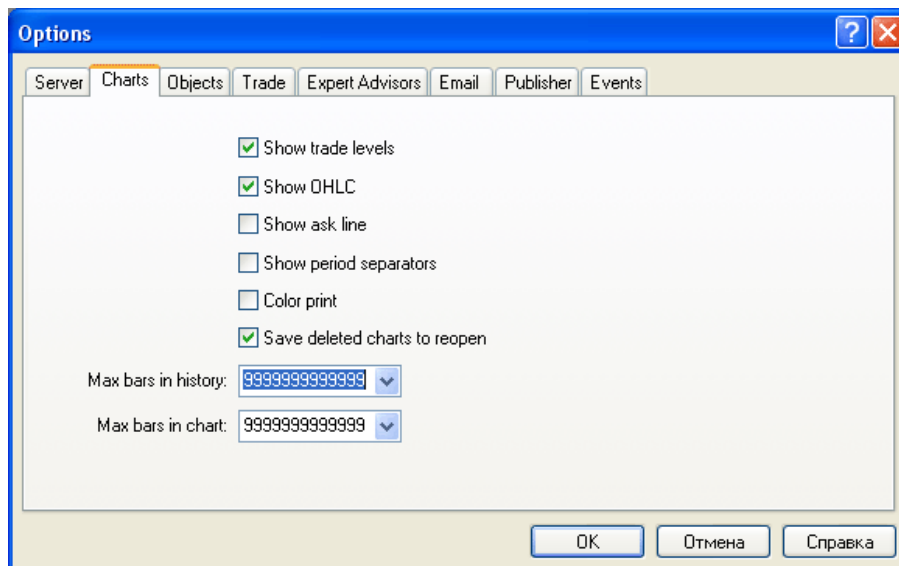 Options
Server Charts Objects Trade Expert Advisors Email Publisher Events
Show trade levels
Show OHLC
Show ask line
Show period separators
Color print
Save deleted charts to reopen
Max bars in history: 9999999999999
Max bars in chart: 9999999999999
OK Отмена Справка